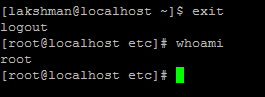 [lakshman@localhost ~]$ exit
logout
[root@localhost etc]# whoami
root
[root@localhost etc]#